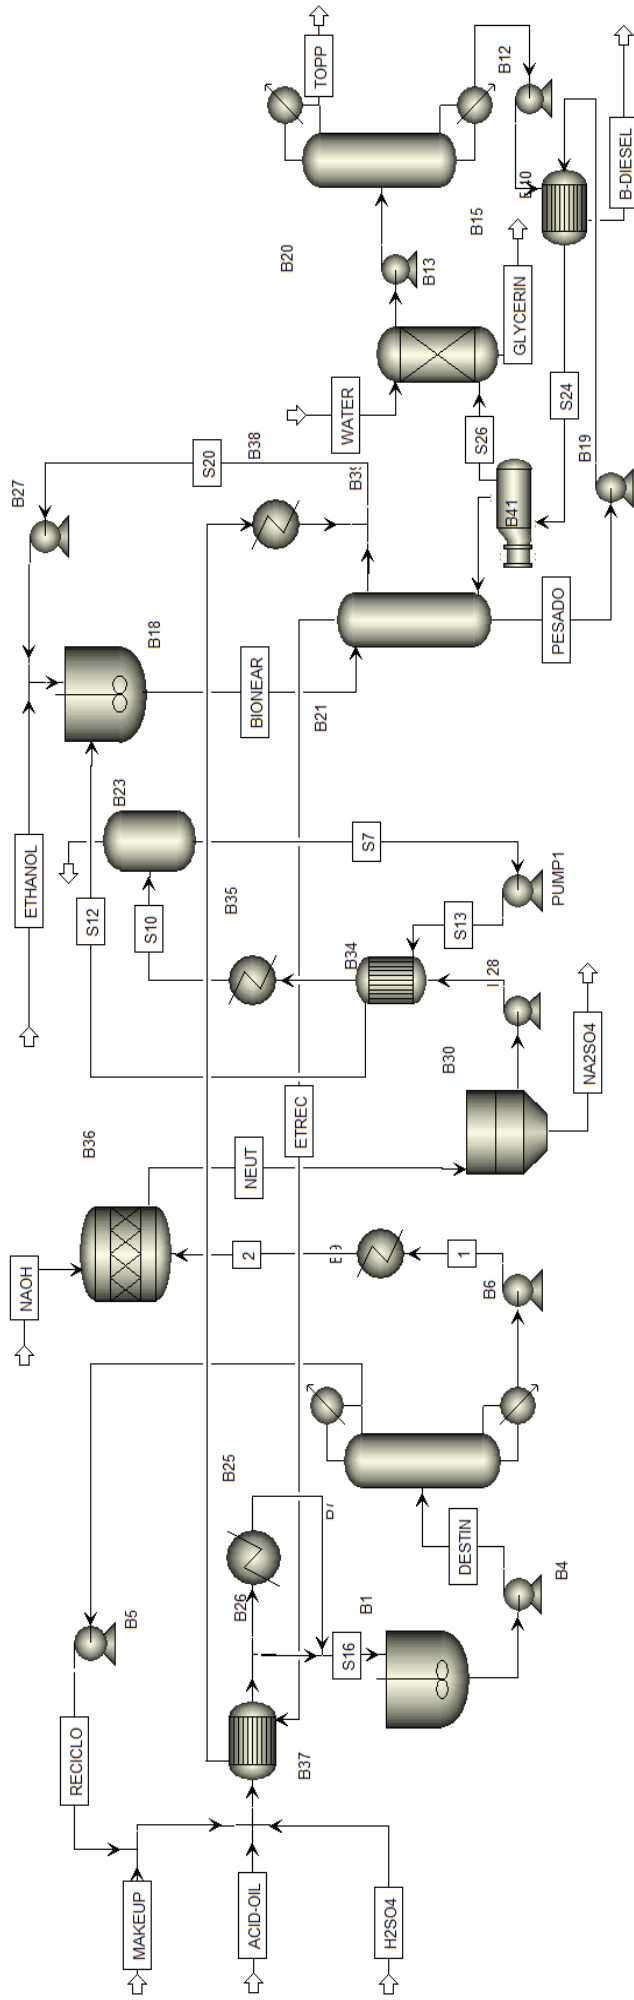 MAKEUP
RECICLO
B5
ACID-OIL
H2SO4
B37
B26
B25
S16
B1
B4
DESTIN
B6
1
2
NAOH
B36
NEUT
ETREC
B30
NA2SO4
B34
B35
S13
PUMP1
S7
S10
S12
B23
ETHANOL
B18
B27
BIONEAR
B21
S20
B38
B39
PESADO
B19
B41
S26
S24
WATER
GLYCERIN
B13
B20
B15
TOPP
B12
B-DIESEL